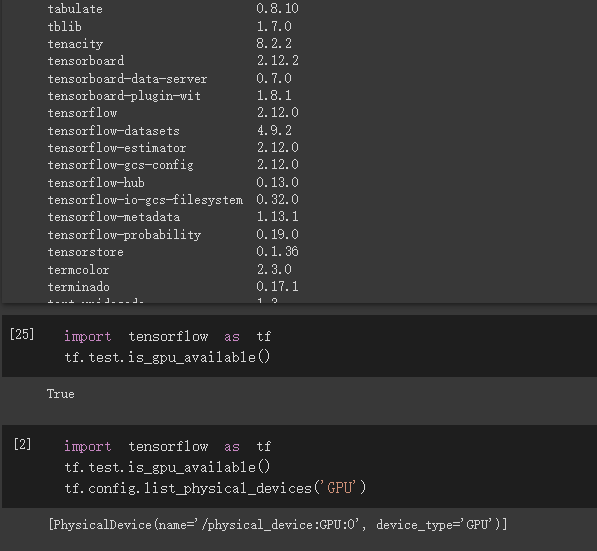 tabulate 0.8.10
tblib 1.7.0
tenacity 8.2.2
tensorboard 2.12.2
tensorboard-data-server 0.7.0
tensorboard-plugin-wit 1.8.1
tensorflow 2.12.0
tensorflow-datasets 4.9.2
tensorflow-estimator 2.12.0
tensorflow-gcs-config 2.12.0
tensorflow-hub 0.13.0
tensorflow-io-gcs-filesystem 0.32.0
tensorflow-metadata 1.13.1
tensorflow-probability 0.19.0
tensorstore 0.1.36
termcolor 2.3.0
terminado 0.17.1
[25] import tensorflow as tf
tf.test.is_gpu_available()
True
[2] import tensorflow as tf
tf.test.is_gpu_available()
tf.config.list_physical_devices('GPU')
[PhysicalDevice(name='/physical_device:GPU:0', device_type='GPU')]